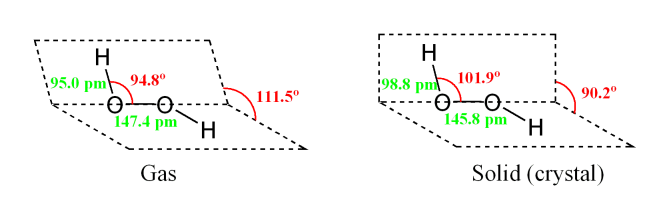 H
95.0 pm
94.8°
111.5°
O
O
147.4 pm
H
Gas
H
98.8 pm
101.9°
90.2°
O
O
145.8 pm
H
Solid (crystal)